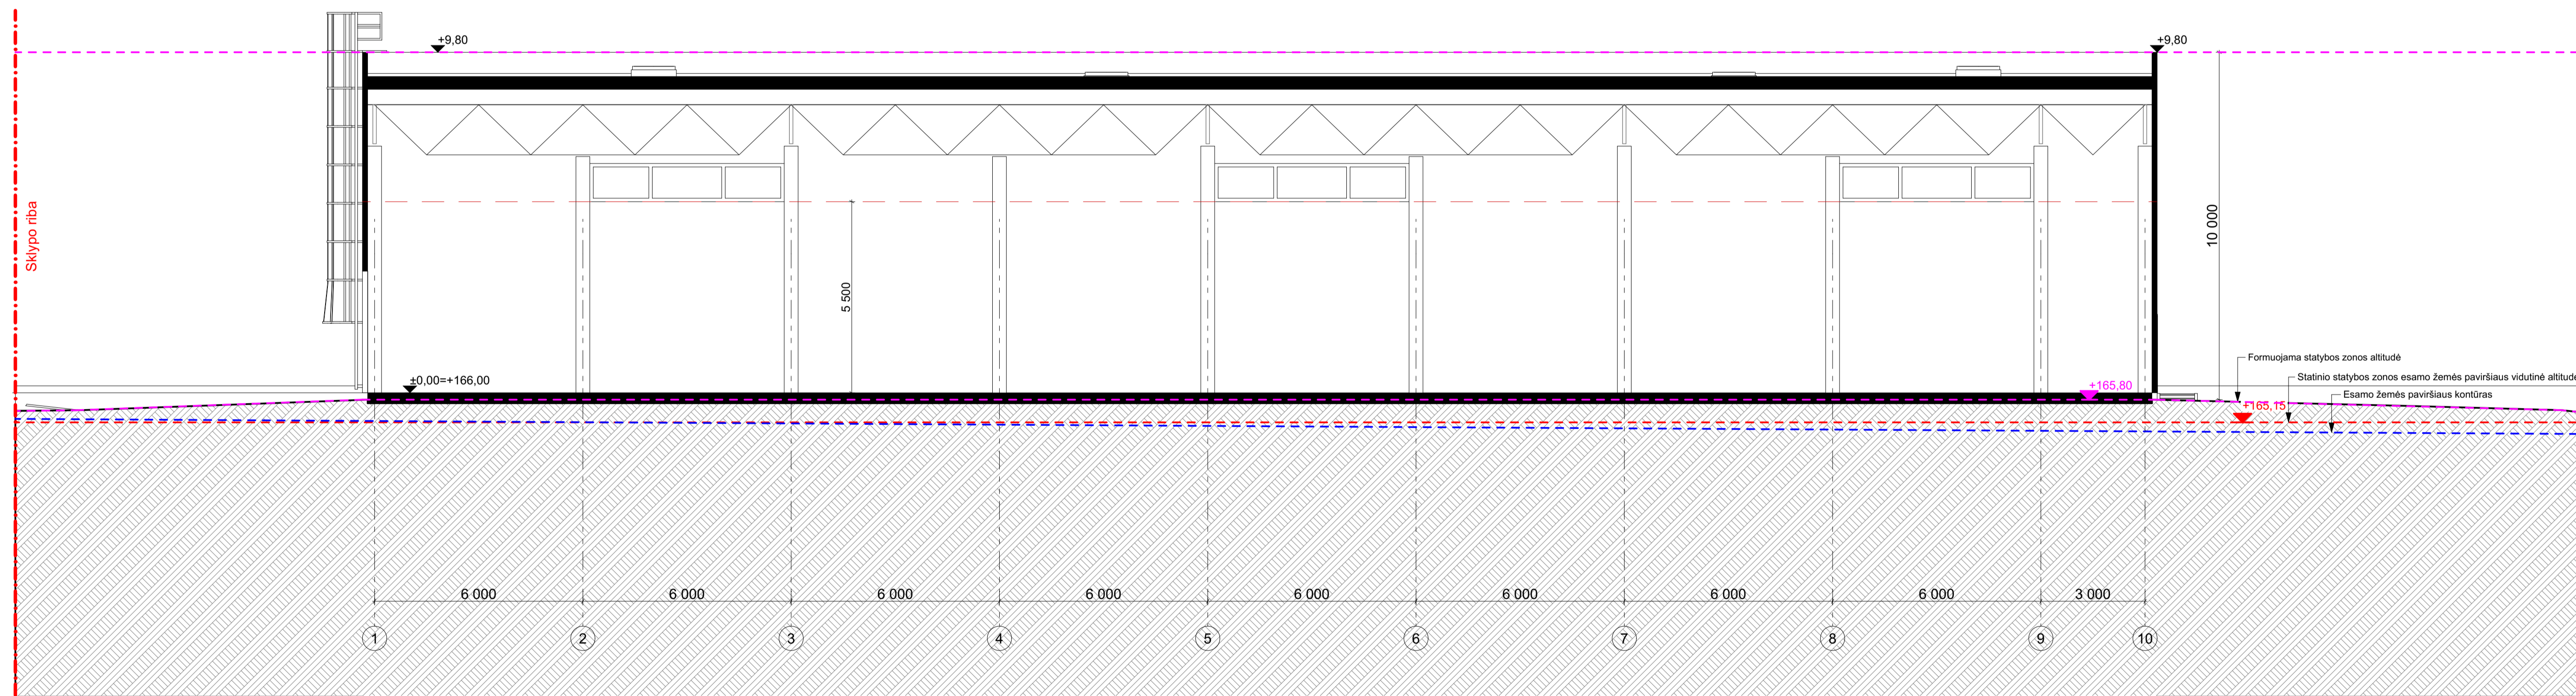 +9,80
+9,80
Sklypo riba
10 000
5 500
±0,00=+166,00
Formuojama statybos zonos altitudė
+165,80
Statinio statybos zonos esamo žemės paviršiaus vidutinė altitudė
Esamo žemės paviršiaus kontūras
+165,15
6 000 6 000 6 000 6 000 6 000 6 000 6 000 6 000 3 000
1 2 3 4 5 6 7 8 9 10